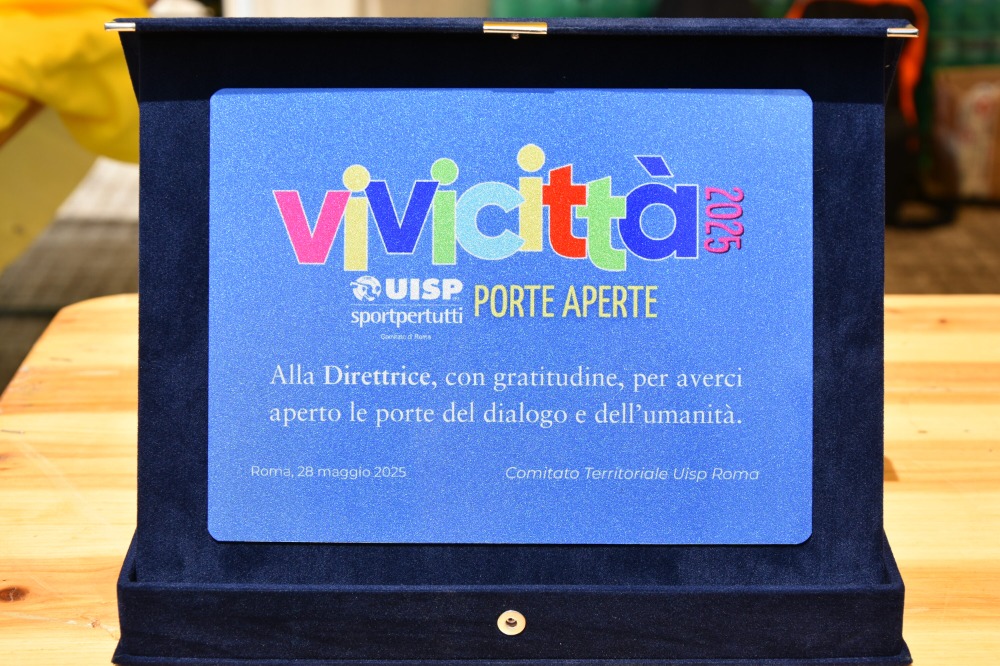 vivicittà 2025
UISP PORTE APERTE
sportpertutti
Comitato di Roma
Alla Direttrice, con gratitudine, per averci
aperto le porte del dialogo e dell'umanità.
Roma, 28 maggio 2025 Comitato Territoriale Uisp Roma